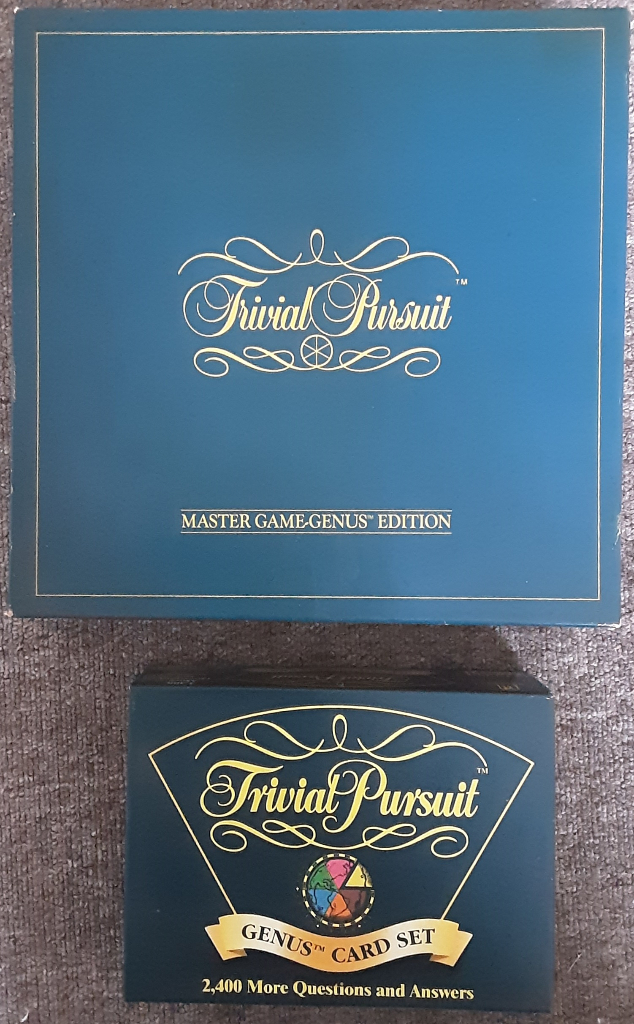 Trivial Pursuit™
MASTER GAME-GENUS™ EDITION
Trivial Pursuit™
GENUS™ CARD SET
2,400 More Questions and Answers